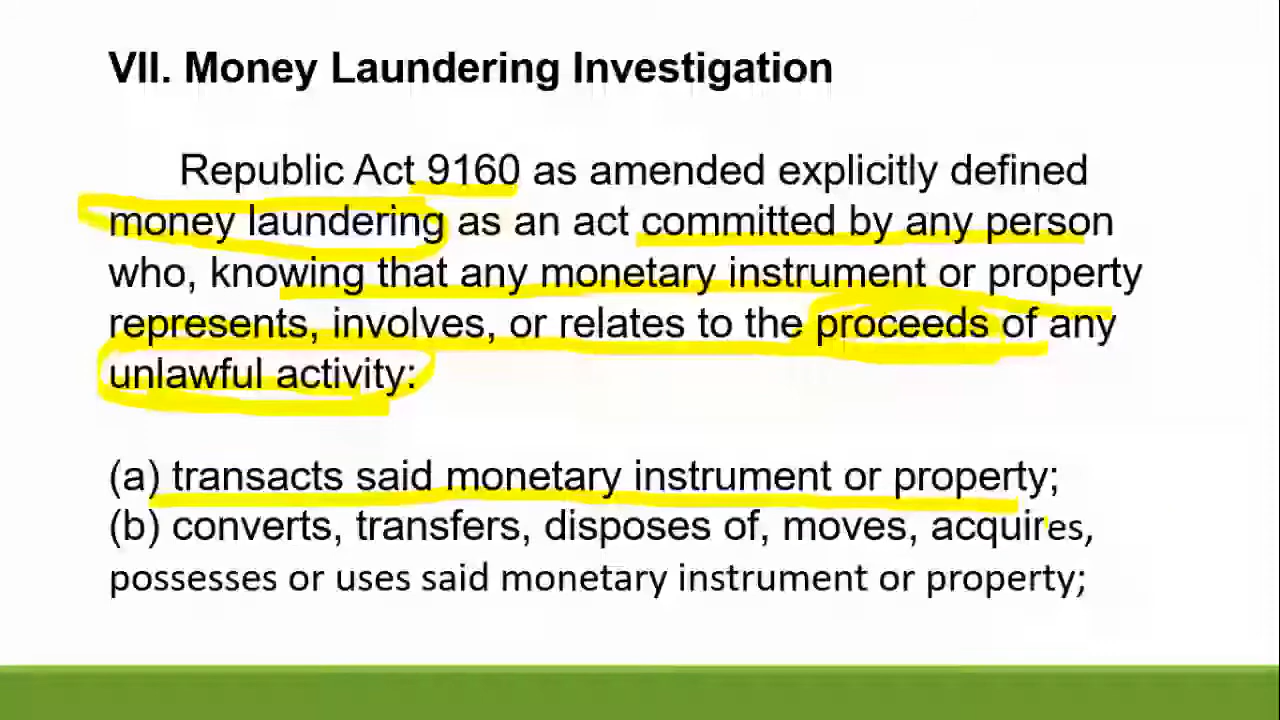 VII. Money Laundering Investigation
Republic Act 9160 as amended explicitly defined
money laundering as an act committed by any person
who, knowing that any monetary instrument or property
represents, involves, or relates to the proceeds of any
unlawful activity:
(a) transacts said monetary instrument or property;
(b) converts, transfers, disposes of, moves, acquires,
possesses or uses said monetary instrument or property;